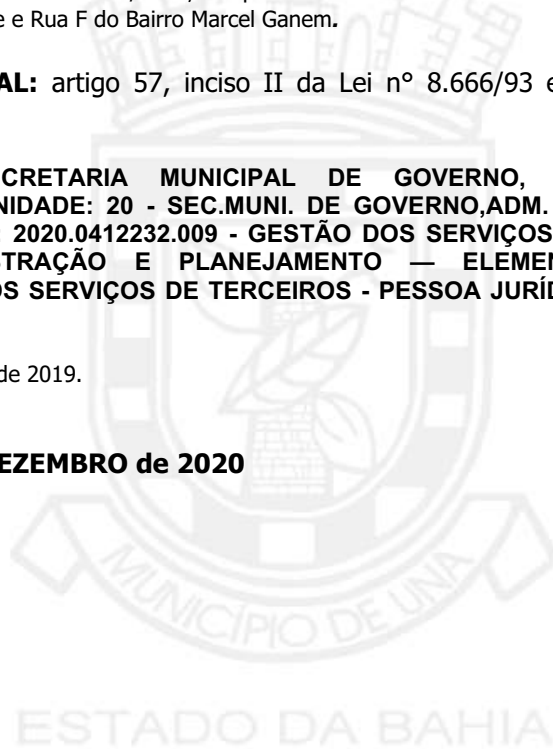 e e Rua F do Bairro Marcel Ganem.
AL: artigo 57, inciso II da Lei n° 8.666/93 e
CRETARIA MUNICIPAL DE GOVERNO,
NIDADE: 20 - SEC.MUNI. DE GOVERNO,ADM.
: 2020.0412232.009 - GESTÃO DOS SERVIÇOS
STRAÇÃO E PLANEJAMENTO — ELEMEN
OS SERVIÇOS DE TERCEIROS - PESSOA JURÍD
de 2019.
EZEMBRO de 2020
MUNICÍPIO DE UNA
ESTADO DA BAHIA